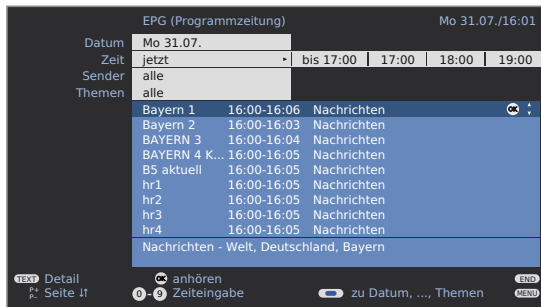 EPG (Programmzeitung) Mo 31.07./16:01
Datum Mo 31.07.
Zeit jetzt bis 17:00 17:00 18:00 19:00
Sender alle
Themen alle
Bayern 1 16:00-16:06 Nachrichten OK
Bayern 2 16:00-16:03 Nachrichten
BAYERN 3 16:00-16:04 Nachrichten
BAYERN 4 K... 16:00-16:05 Nachrichten
B5 aktuell 16:00-16:05 Nachrichten
hr1 16:00-16:05 Nachrichten
hr2 16:00-16:05 Nachrichten
hr3 16:00-16:05 Nachrichten
hr4 16:00-16:05 Nachrichten
Nachrichten - Welt, Deutschland, Bayern
TEXT Detail OK anhören END
P+ P- Seite ↓↑ 0-9 Zeiteingabe zu Datum, ..., Themen MENU